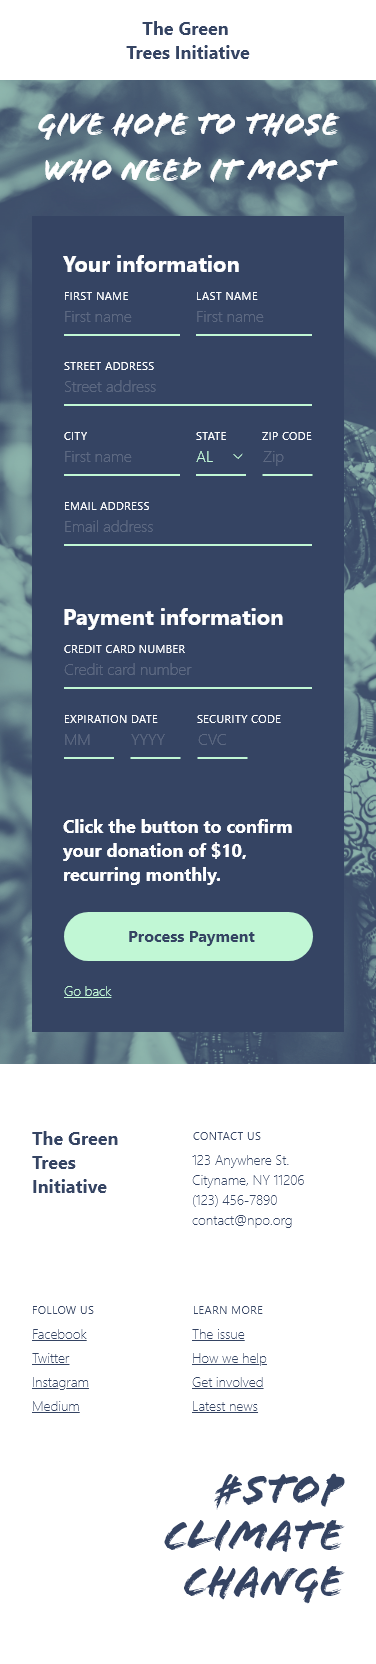 The Green
Trees Initiative
GIVE HOPE TO THOSE
WHO NEED IT MOST
Your information
FIRST NAME LAST NAME
First name First name
STREET ADDRESS
Street address
CITY STATE ZIP CODE
First name AL Zip
EMAIL ADDRESS
Email address
Payment information
CREDIT CARD NUMBER
Credit card number
EXPIRATION DATE SECURITY CODE
MM YYYY CVC
Click the button to confirm
your donation of $10,
recurring monthly.
Process Payment
Go back
The Green
Trees
Initiative
CONTACT US
123 Anywhere St.
Cityname, NY 11206
(123) 456-7890
contact@npo.org
FOLLOW US
Facebook
Twitter
Instagram
Medium
LEARN MORE
The issue
How we help
Get involved
Latest news
#STOP
CLIMATE
CHANGE